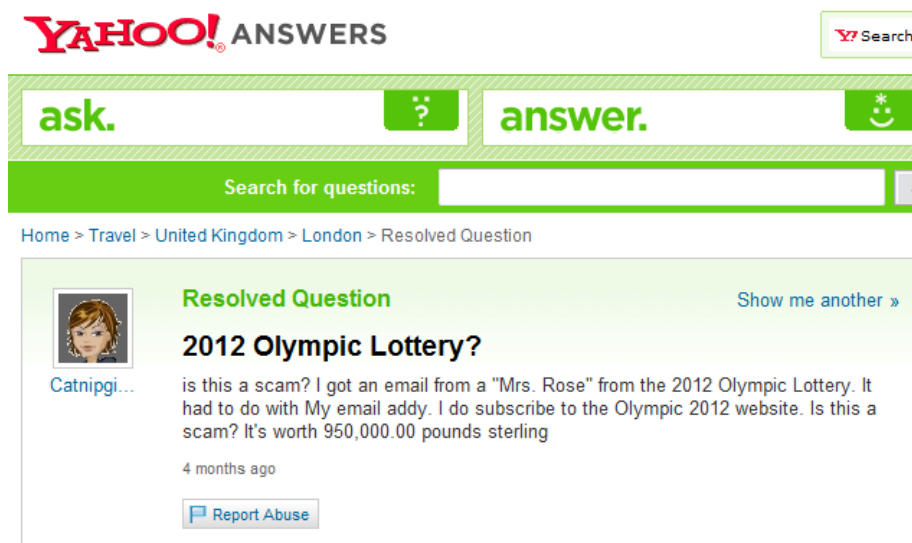 YAHOO!® ANSWERS
Y7 Search
ask.
?
answer.
Search for questions:
Home > Travel > United Kingdom > London > Resolved Question
Resolved Question
Show me another »
2012 Olympic Lottery?
Catnipgi...
is this a scam? I got an email from a "Mrs. Rose" from the 2012 Olympic Lottery. It
had to do with My email addy. I do subscribe to the Olympic 2012 website. Is this a
scam? It's worth 950,000.00 pounds sterling
4 months ago
Report Abuse